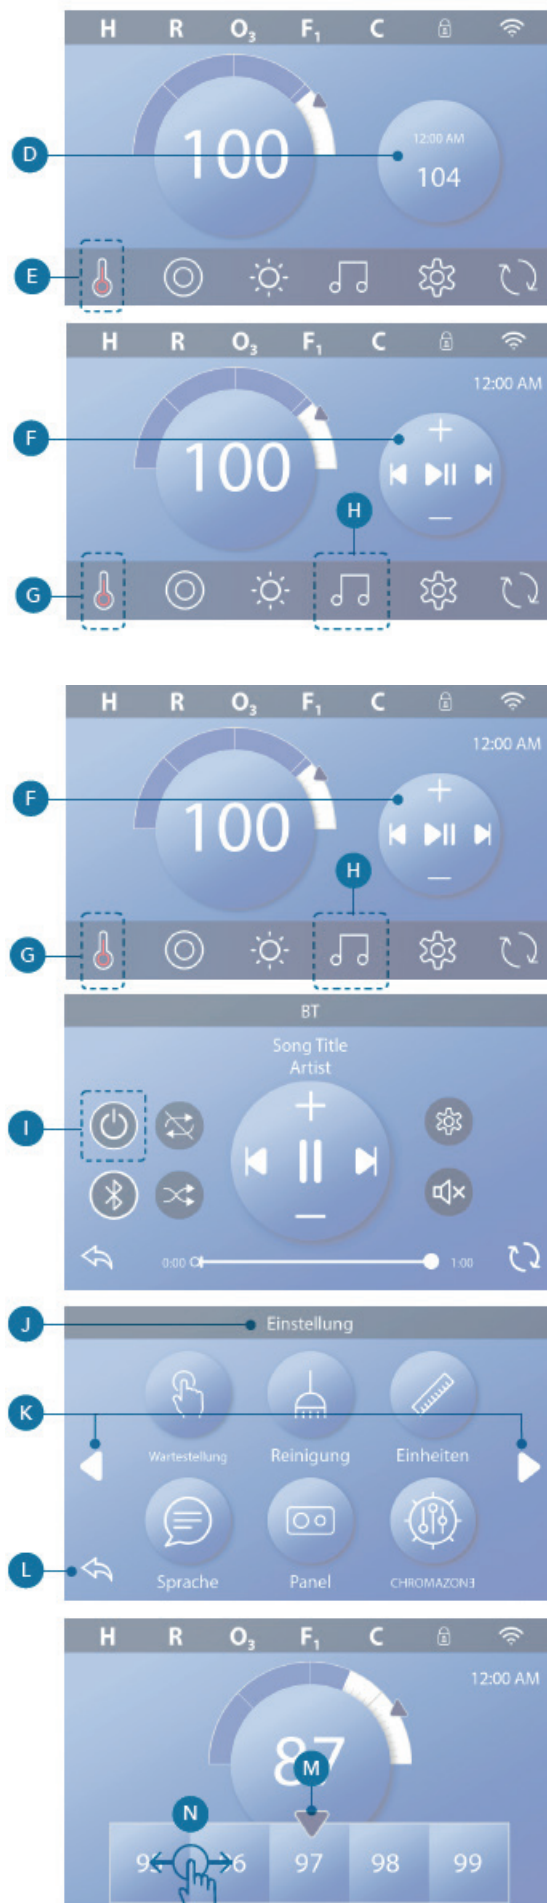 H R O3 F1 C
100
12:00 AM
104
D
E
H R O3 F1 C
12:00 AM
100
F
H
G
H R O3 F1 C
12:00 AM
100
F
H
G
BT
Song Title
Artist
I
0:00 1:00
J Einstellung
K
Wartestellung Reinigung Einheiten
L
Sprache Panel CHROMAZON3
H R O3 F1 C
12:00 AM
87
M
N
96 97 98 99